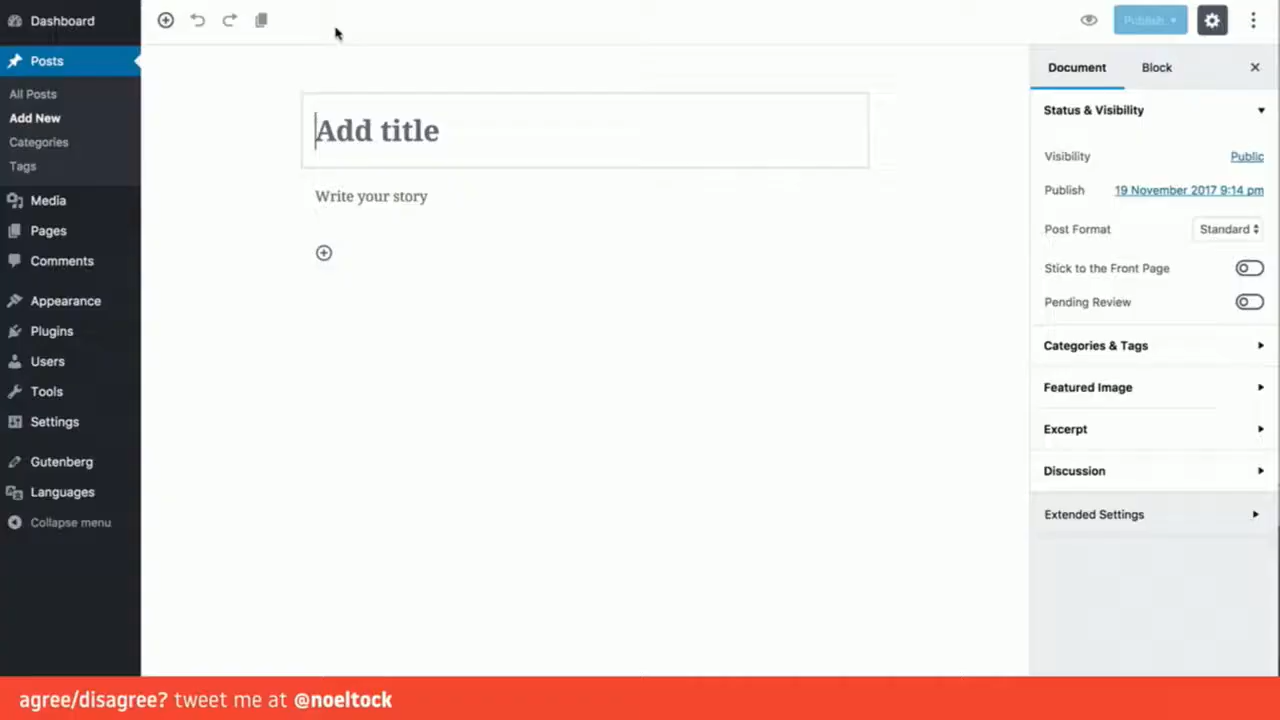 Dashboard
Posts
All Posts
Add New
Categories
Tags
Media
Pages
Comments
Appearance
Plugins
Users
Tools
Settings
Gutenberg
Languages
Collapse menu
Add title
Write your story
Publish
Document Block
Status & Visibility
Visibility Public
Publish 19 November 2017 9:14 pm
Post Format Standard
Stick to the Front Page
Pending Review
Categories & Tags
Featured Image
Excerpt
Discussion
Extended Settings
agree/disagree? tweet me at @noeltock